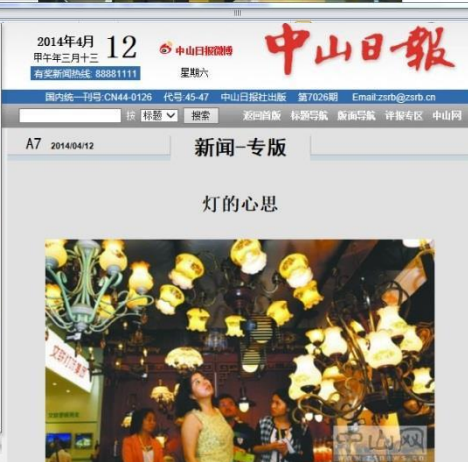 2014年4月
12
甲午年三月十三
有奖新闻热线: 88881111
中山日报微博
星期六
中山日报
国内统一刊号:CN44-0126 代号:45-47 中山日报社出版 第7026期 Email:zsrb@zsrb.cn
按 标题 搜索 返回首版 标题导航 版面导航 评报专区 中山网
A7 2014/04/12
新闻-专版
灯的心思
中山网